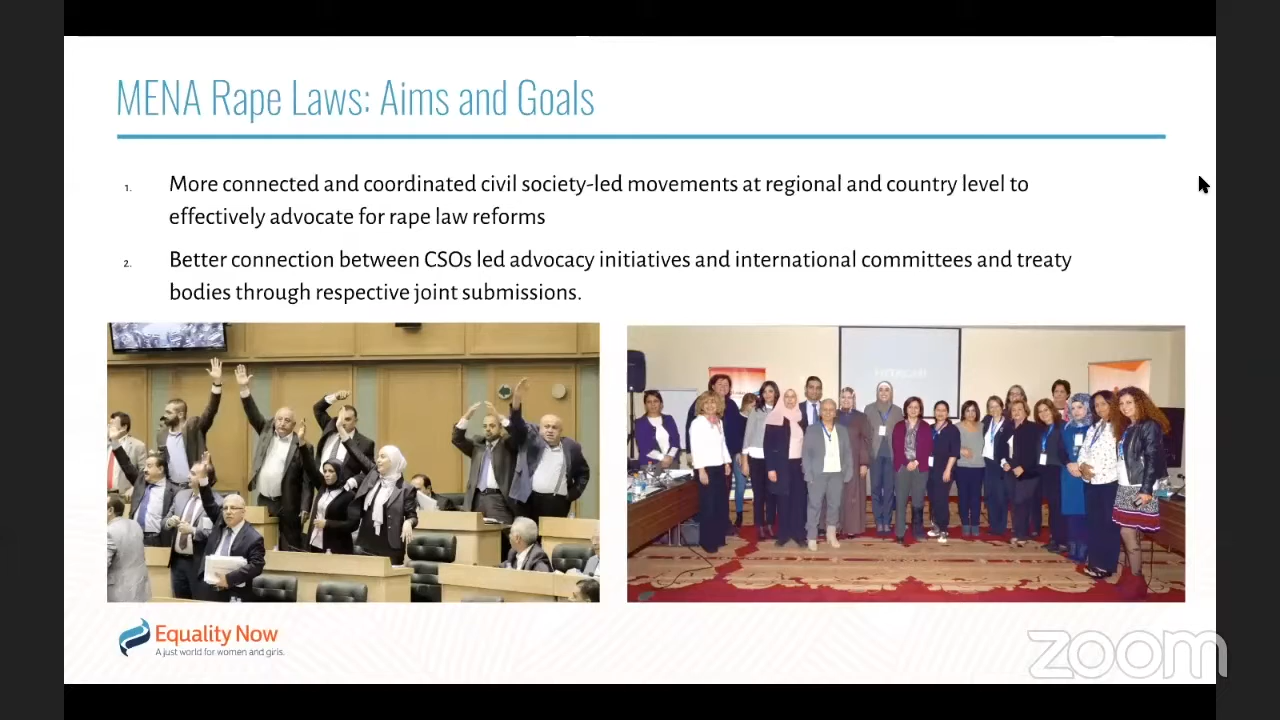 MENA Rape Laws: Aims and Goals
1. More connected and coordinated civil society-led movements at regional and country level to
effectively advocate for rape law reforms
2. Better connection between CSOs led advocacy initiatives and international committees and treaty
bodies through respective joint submissions.
Equality Now
A just world for women and girls.
zoom